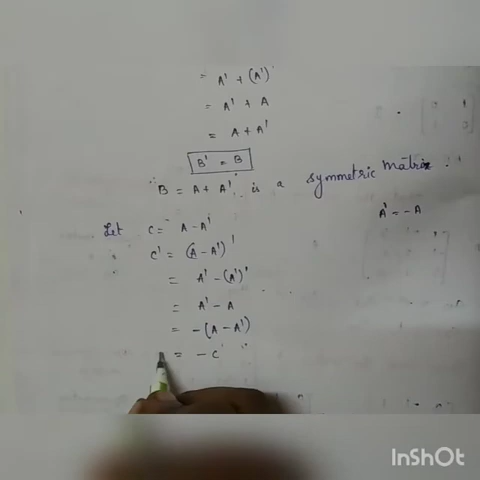 = A' + (A')'
= A' + A
= A + A'
B' = B
∵ B = A + A' is a symmetric matrix
A' = -A
Let C = A - A'
C' = (A - A')'
= A' - (A')'
= A' - A
= -(A - A')
= -C
InShOt